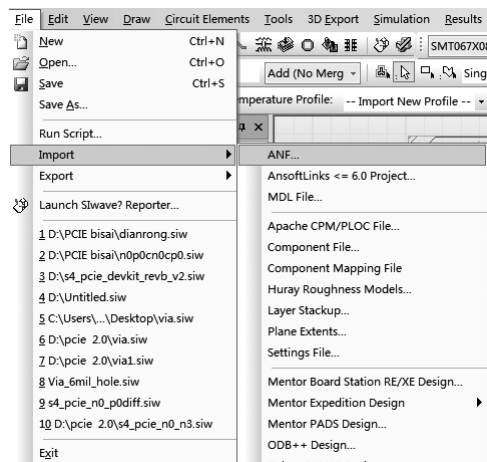 File Edit View Draw Circuit Elements Tools 3D Export Simulation Results
New Ctrl+N
Open... Ctrl+O
Save Ctrl+S
Save As...
Run Script...
Import
Export
Launch SIwave? Reporter...
1 D:\PCIE bisai\dianrong.siw
2 D:\PCIE bisai\n0p0cn0cp0.siw
3 D:\s4_pcie_devkit_revb_v2.siw
4 D:\Untitled.siw
5 C:\Users\...\Desktop\via.siw
6 D:\pcie 2.0\via.siw
7 D:\pcie 2.0\via1.siw
8 Via_6mil_hole.siw
9 s4_pcie_n0_p0diff.siw
10 D:\pcie 2.0\s4_pcie_n0_n3.siw
Exit
SMT067X08
Add (No Merg
Sing
mperature Profile: -- Import New Profile --
ANF...
AnsoftLinks <= 6.0 Project...
MDL File...
Apache CPM/PLOC File...
Component File...
Component Mapping File
Huray Roughness Models...
Layer Stackup...
Plane Extents...
Settings File...
Mentor Board Station RE/XE Design...
Mentor Expedition Design
Mentor PADS Design...
ODB++ Design...